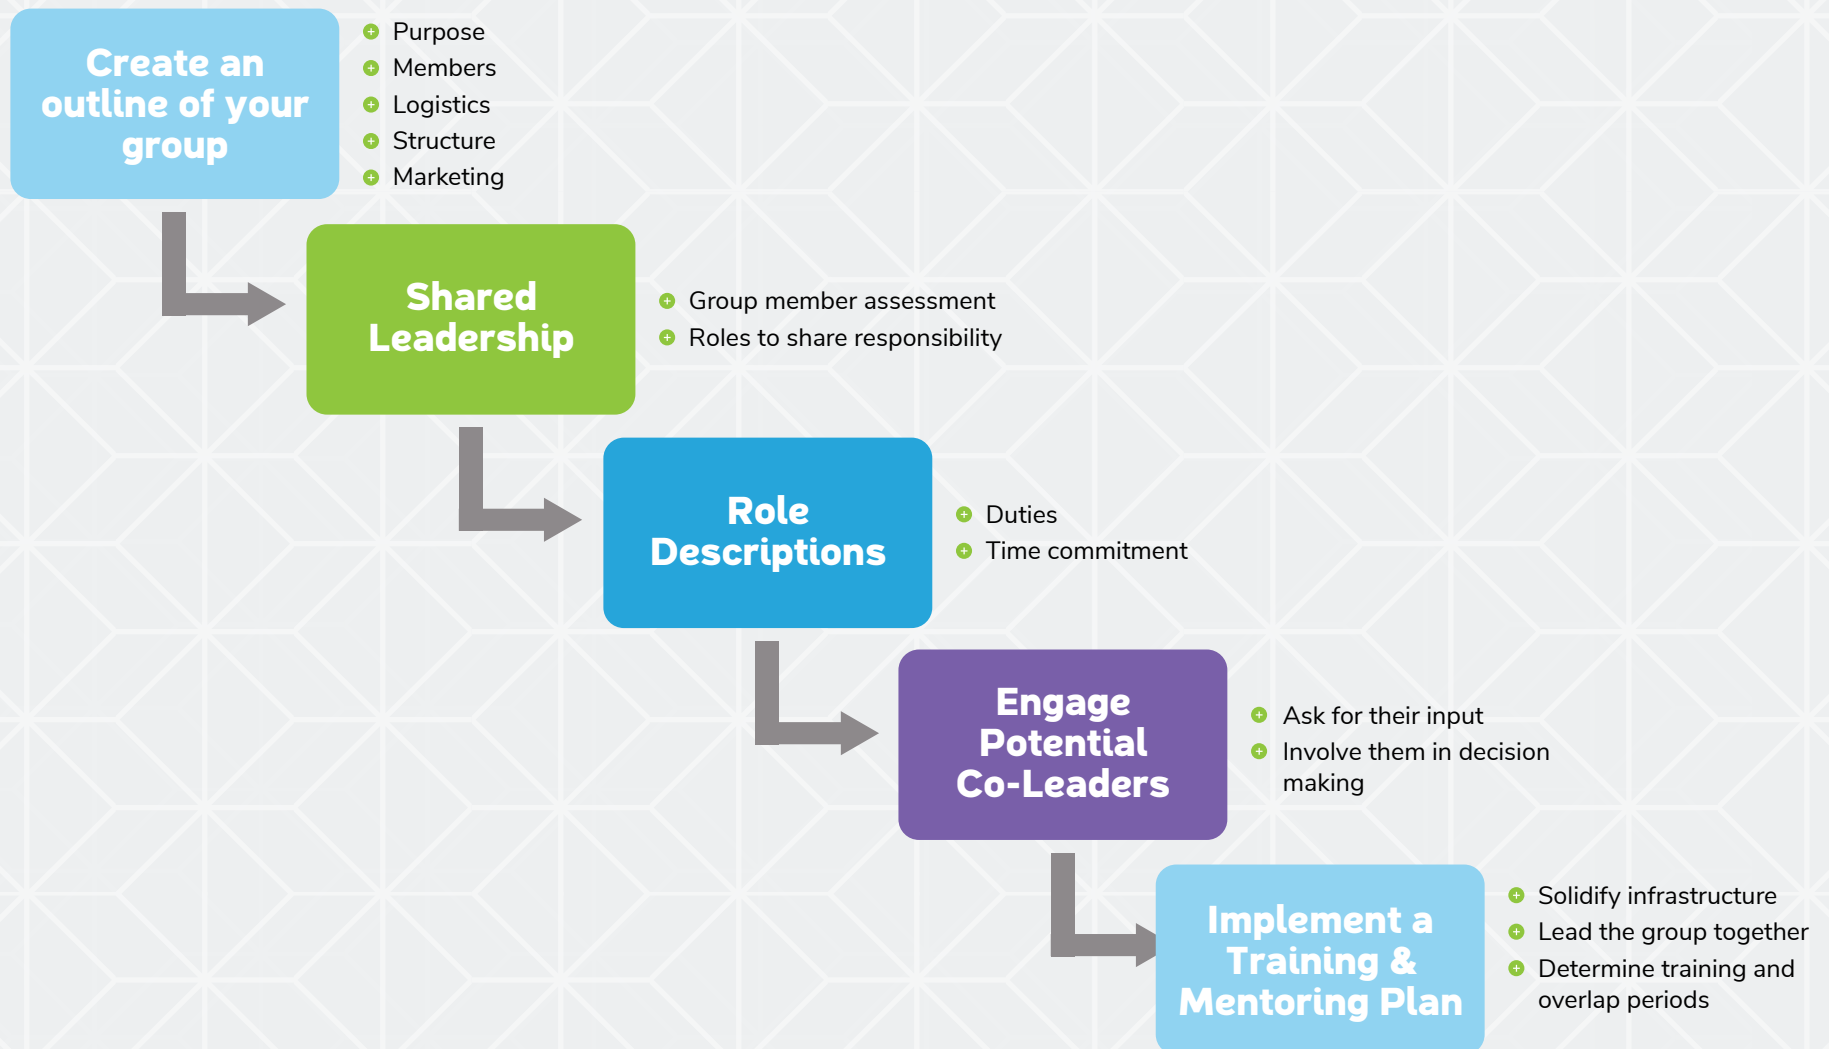 Create an
outline of your
group
Purpose
Members
Logistics
Structure
Marketing
Shared
Leadership
Group member assessment
Roles to share responsibility
Role
Descriptions
Duties
Time commitment
Engage
Potential
Co-Leaders
Ask for their input
Involve them in decision
making
Implement a
Training &
Mentoring Plan
Solidify infrastructure
Lead the group together
Determine training and
overlap periods